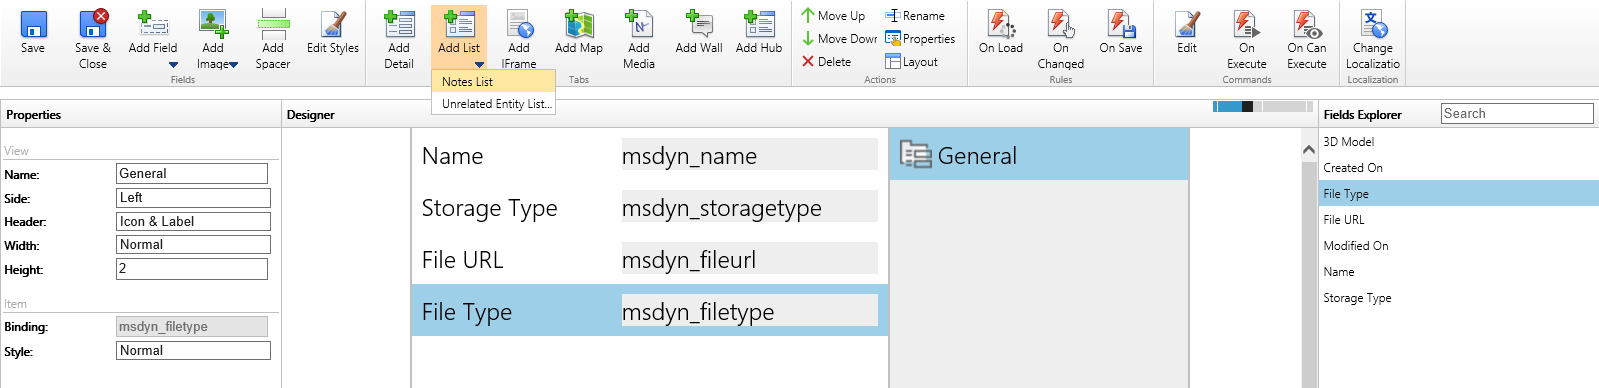 Save
Save &
Close
Add Field
Add
Image
Add
Spacer
Edit Styles
Fields
Add
Detail
Add List
Add
IFrame
Add Map
Add
Media
Add Wall
Add Hub
Tabs
Notes List
Unrelated Entity List...
Move Up
Move Dowr
Delete
Rename
Properties
Layout
Actions
On Load
On
Changed
On Save
Rules
Edit
On
Execute
On Can
Execute
Commands
Change
Localizatio
Localization
Properties
View
Name: General
Side: Left
Header: Icon & Label
Width: Normal
Height: 2
Item
Binding: msdyn_filetype
Style: Normal
Designer
Name msdyn_name
Storage Type msdyn_storagetype
File URL msdyn_fileurl
File Type msdyn_filetype
General
Fields Explorer Search
3D Model
Created On
File Type
File URL
Modified On
Name
Storage Type